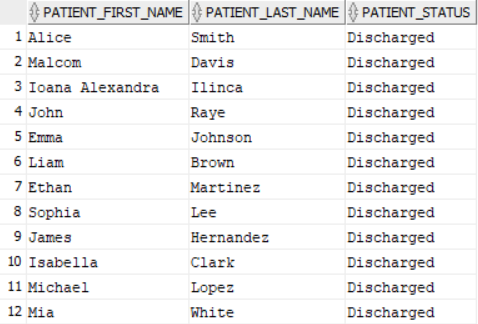 PATIENT_FIRST_NAME PATIENT_LAST_NAME PATIENT_STATUS
1 Alice Smith Discharged
2 Malcom Davis Discharged
3 Ioana Alexandra Ilinca Discharged
4 John Raye Discharged
5 Emma Johnson Discharged
6 Liam Brown Discharged
7 Ethan Martinez Discharged
8 Sophia Lee Discharged
9 James Hernandez Discharged
10 Isabella Clark Discharged
11 Michael Lopez Discharged
12 Mia White Discharged